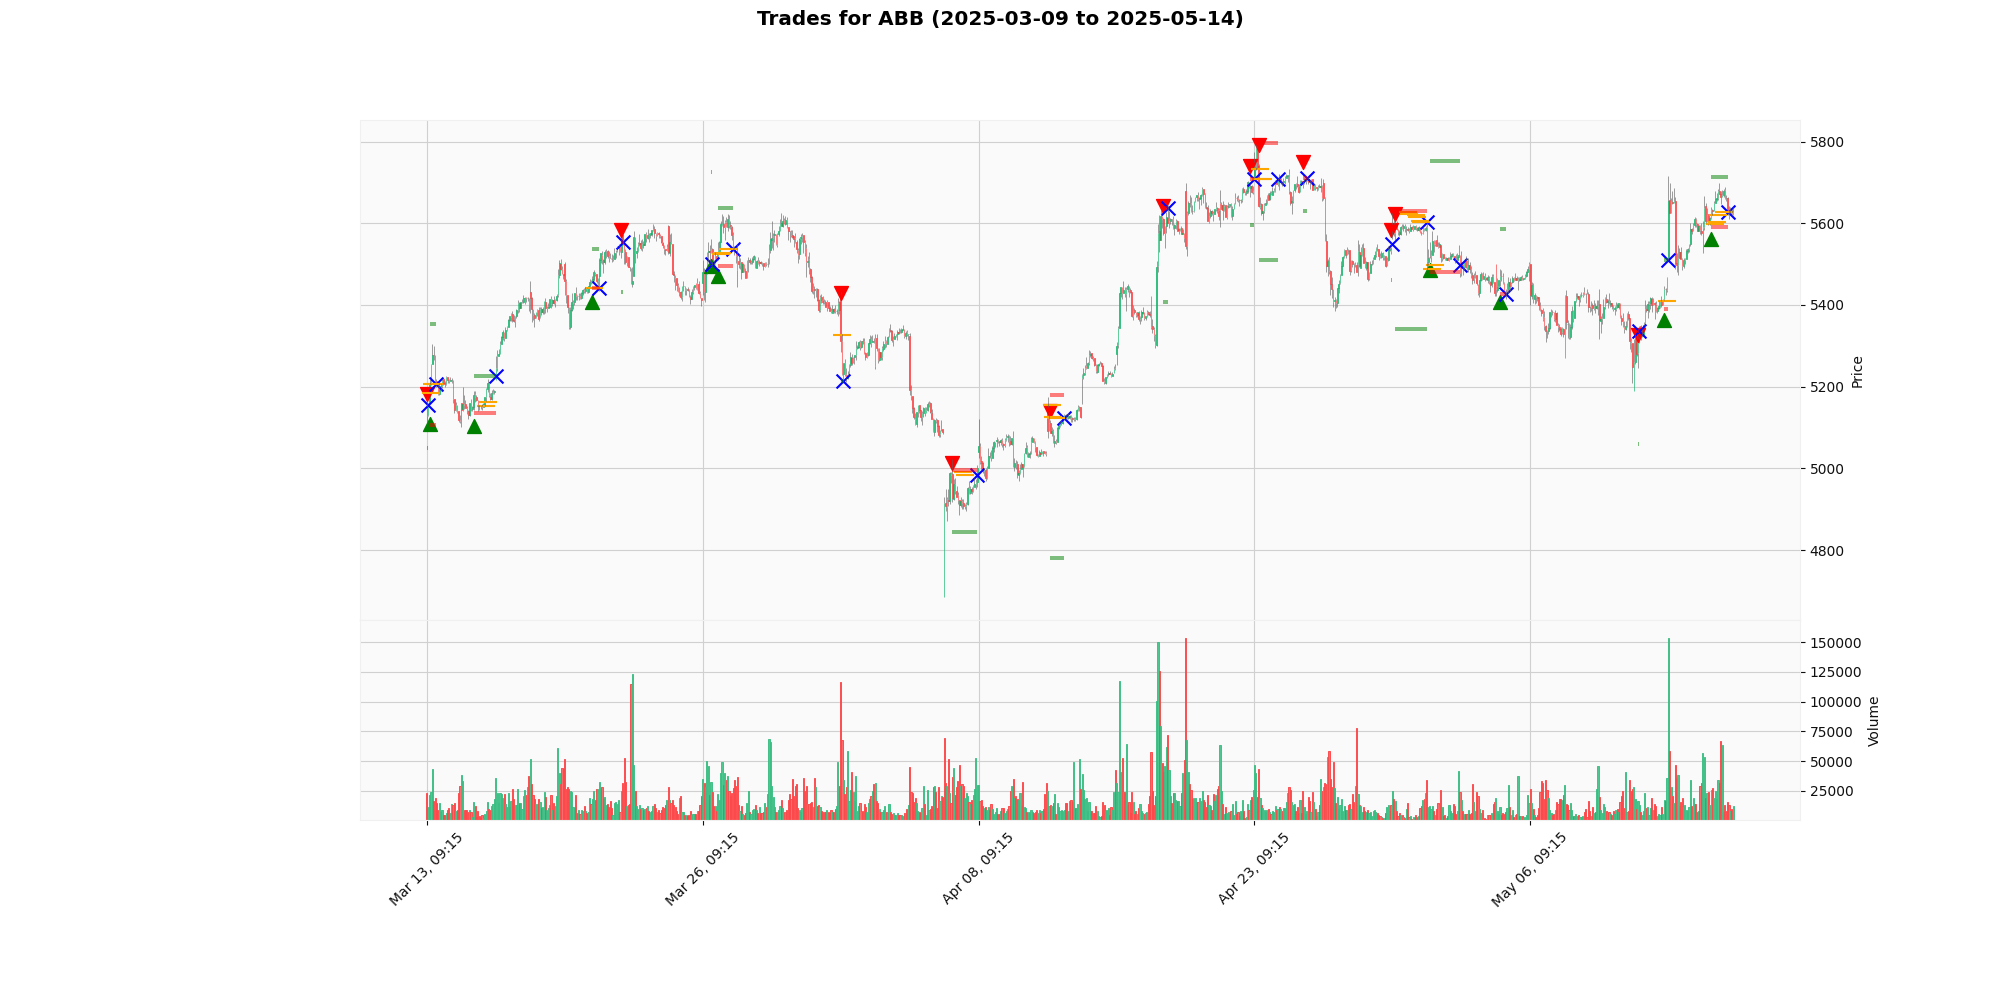 Trades for ABB (2025-03-09 to 2025-05-14)
5800
5600
5400
5200
5000
4800
Price
150000
125000
100000
75000
50000
25000
Volume
Mar 13, 09:15
Mar 26, 09:15
Apr 08, 09:15
Apr 23, 09:15
May 06, 09:15